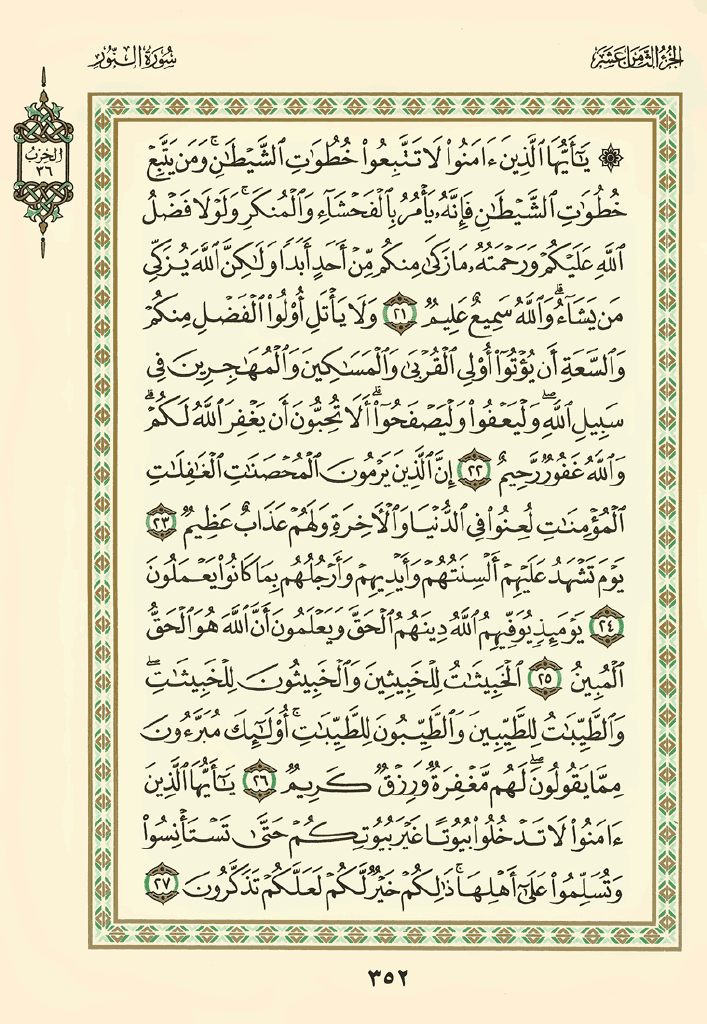 الجزء الثامن عشر
سورة النور
الحزب
٣٦
۞ يَٰٓأَيُّهَا ٱلَّذِينَ ءَامَنُوا۟ لَا تَتَّبِعُوا۟ خُطُوَٰتِ ٱلشَّيْطَٰنِ ۚ وَمَن يَتَّبِعْ
خُطُوَٰتِ ٱلشَّيْطَٰنِ فَإِنَّهُۥ يَأْمُرُ بِٱلْفَحْشَآءِ وَٱلْمُنكَرِ ۚ وَلَوْلَا فَضْلُ
ٱللَّهِ عَلَيْكُمْ وَرَحْمَتُهُۥ مَا زَكَىٰ مِنكُم مِّنْ أَحَدٍ أَبَدًا وَلَٰكِنَّ ٱللَّهَ يُزَكِّى
مَن يَشَآءُ ۗ وَٱللَّهُ سَمِيعٌ عَلِيمٌ ٢١ وَلَا يَأْتَلِ أُو۟لُوا۟ ٱلْفَضْلِ مِنكُمْ
وَٱلسَّعَةِ أَن يُؤْتُوٓا۟ أُو۟لِى ٱلْقُرْبَىٰ وَٱلْمَسَٰكِينَ وَٱلْمُهَٰجِرِينَ فِى
سَبِيلِ ٱللَّهِ ۖ وَلْيَعْفُوا۟ وَلْيَصْفَحُوٓا۟ ۗ أَلَا تُحِبُّونَ أَن يَغْفِرَ ٱللَّهُ لَكُمْ ۗ
وَٱللَّهُ غَفُورٌ رَّحِيمٌ ٢٢ إِنَّ ٱلَّذِينَ يَرْمُونَ ٱلْمُحْصَنَٰتِ ٱلْغَٰفِلَٰتِ
ٱلْمُؤْمِنَٰتِ لُعِنُوا۟ فِى ٱلدُّنْيَا وَٱلْءَاخِرَةِ وَلَهُمْ عَذَابٌ عَظِيمٌ ٢٣
يَوْمَ تَشْهَدُ عَلَيْهِمْ أَلْسِنَتُهُمْ وَأَيْدِيهِمْ وَأَرْجُلُهُم بِمَا كَانُوا۟ يَعْمَلُونَ
٢٤ يَوْمَئِذٍ يُوَفِّيهِمُ ٱللَّهُ دِينَهُمُ ٱلْحَقَّ وَيَعْلَمُونَ أَنَّ ٱللَّهَ هُوَ ٱلْحَقُّ
ٱلْمُبِينُ ٢٥ ٱلْخَبِيثَٰتُ لِلْخَبِيثِينَ وَٱلْخَبِيثُونَ لِلْخَبِيثَٰتِ ۖ
وَٱلطَّيِّبَٰتُ لِلطَّيِّبِينَ وَٱلطَّيِّبُونَ لِلطَّيِّبَٰتِ ۚ أُو۟لَٰٓئِكَ مُبَرَّءُونَ
مِمَّا يَقُولُونَ ۖ لَهُم مَّغْفِرَةٌ وَرِزْقٌ كَرِيمٌ ٢٦ يَٰٓأَيُّهَا ٱلَّذِينَ
ءَامَنُوا۟ لَا تَدْخُلُوا۟ بُيُوتًا غَيْرَ بُيُوتِكُمْ حَتَّىٰ تَسْتَأْنِسُوا۟
وَتُسَلِّمُوا۟ عَلَىٰٓ أَهْلِهَا ۚ ذَٰلِكُمْ خَيْرٌ لَّكُمْ لَعَلَّكُمْ تَذَكَّرُونَ ٢٧
٣٥٢